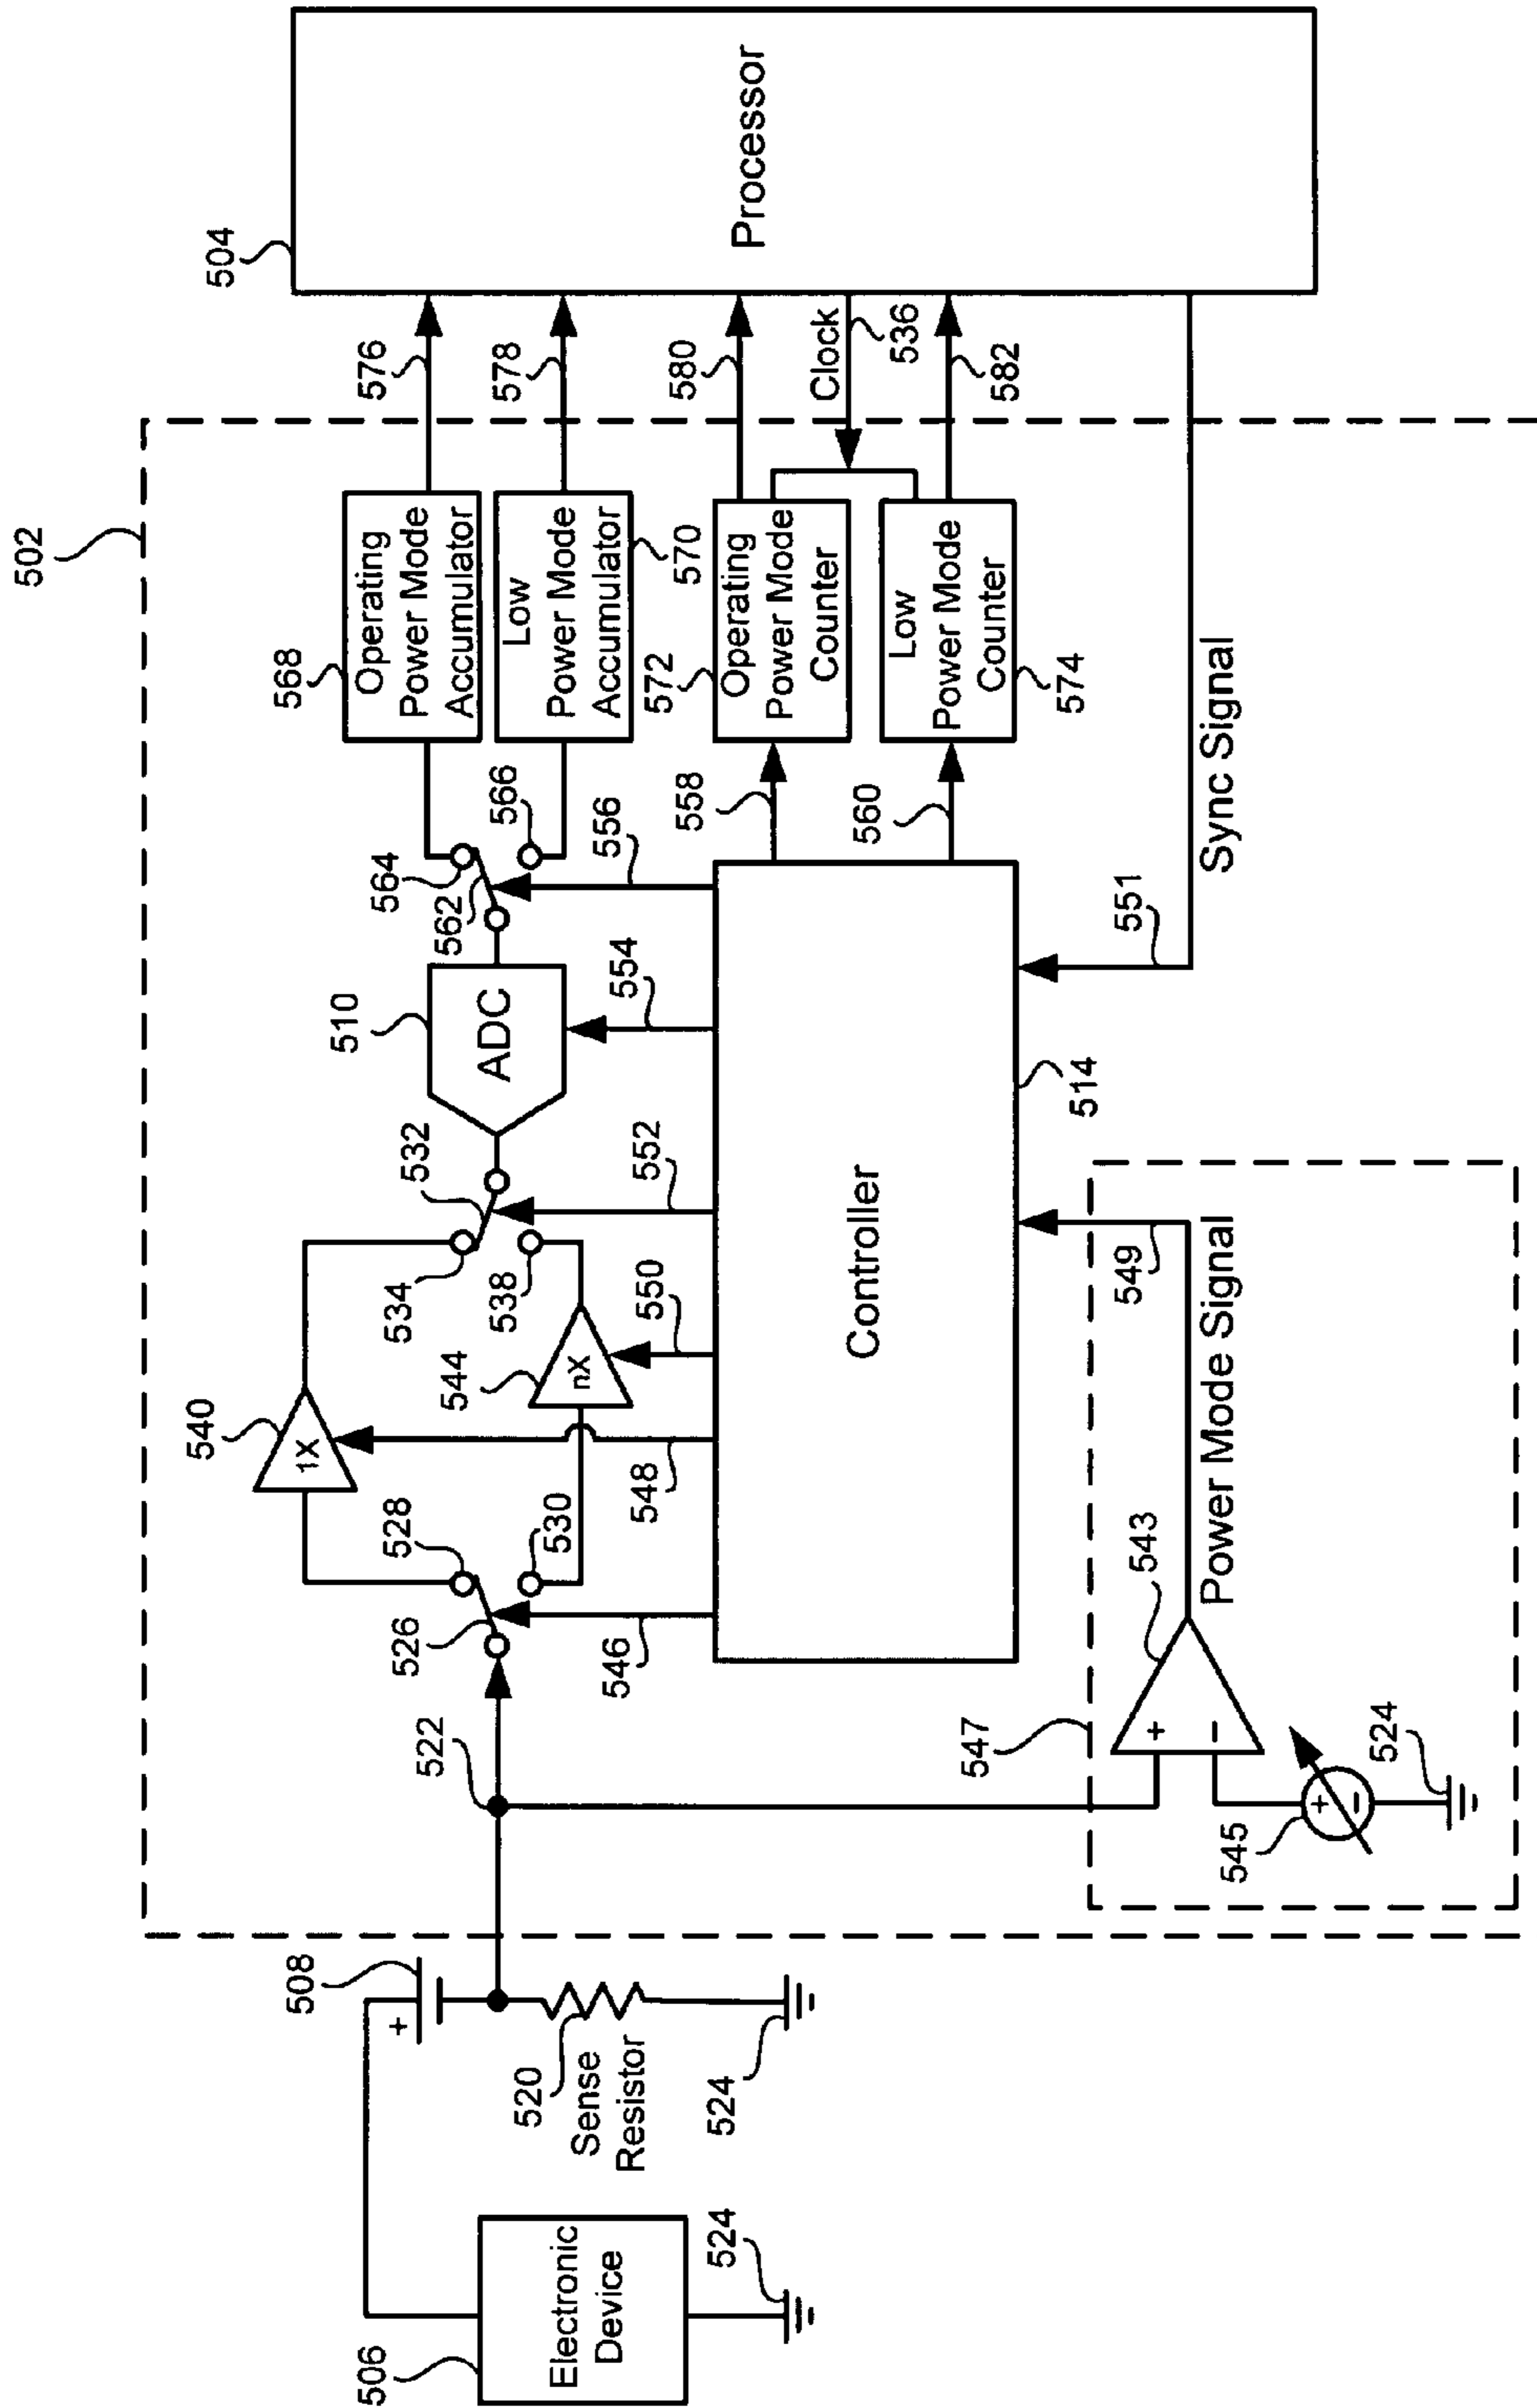 502
504
Processor
576
578
580
Clock
536
582
568
Operating
Power Mode
Accumulator
Low
Power Mode
Accumulator
570
572
Operating
Power Mode
Counter
Low
Power Mode
Counter
574
564
566
562
556
558
560
Sync Signal
551
510
ADC
554
532
534
538
552
540
1X
544
nX
550
548
528
530
526
546
522
Controller
514
549
Power Mode Signal
547
543
+
−
545
+
−
524
508
+
520
Sense
Resistor
524
506
Electronic
Device
524